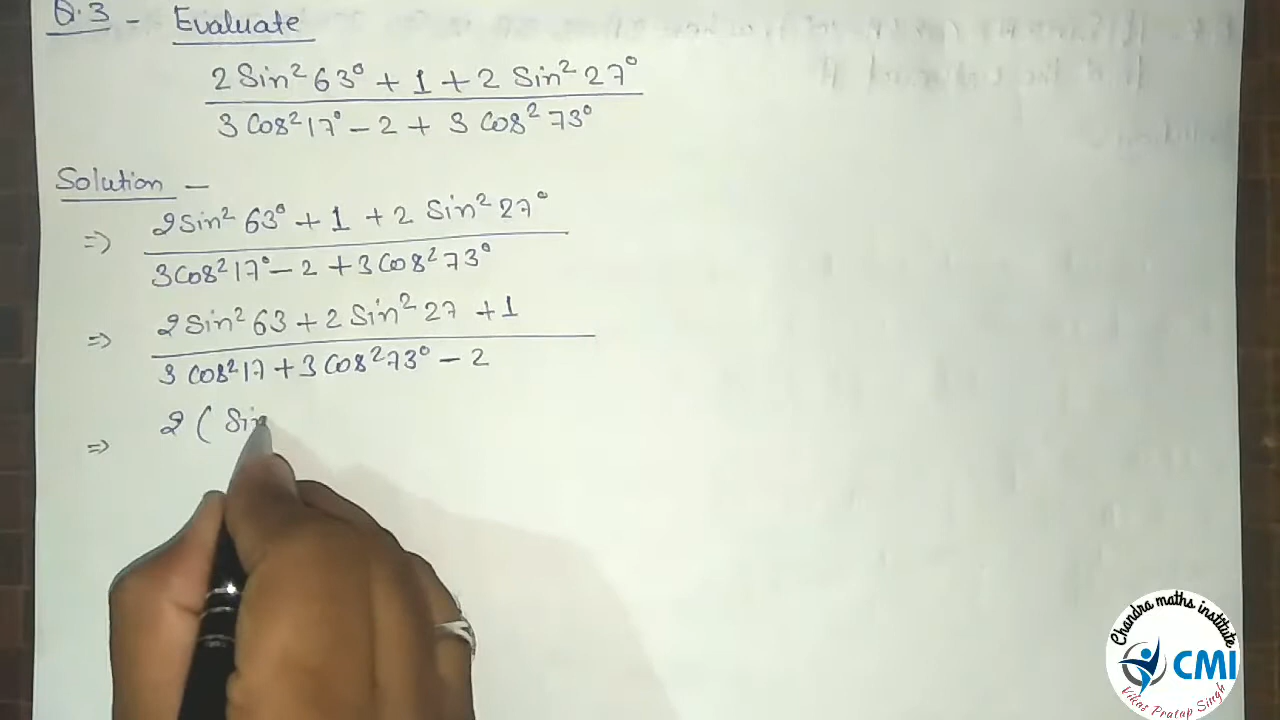 Q.3 - Evaluate
2 Sin² 63° + 1 + 2 Sin² 27°
3 Cos² 17° - 2 + 3 Cos² 73°
Solution -
2 Sin² 63° + 1 + 2 Sin² 27°
=>
3 Cos² 17° - 2 + 3 Cos² 73°
2 Sin² 63 + 2 Sin² 27 + 1
=>
3 Cos² 17 + 3 Cos² 73° - 2
2 ( Sin
=>
Chandra maths institute
CMI
Vikas Pratap Singh